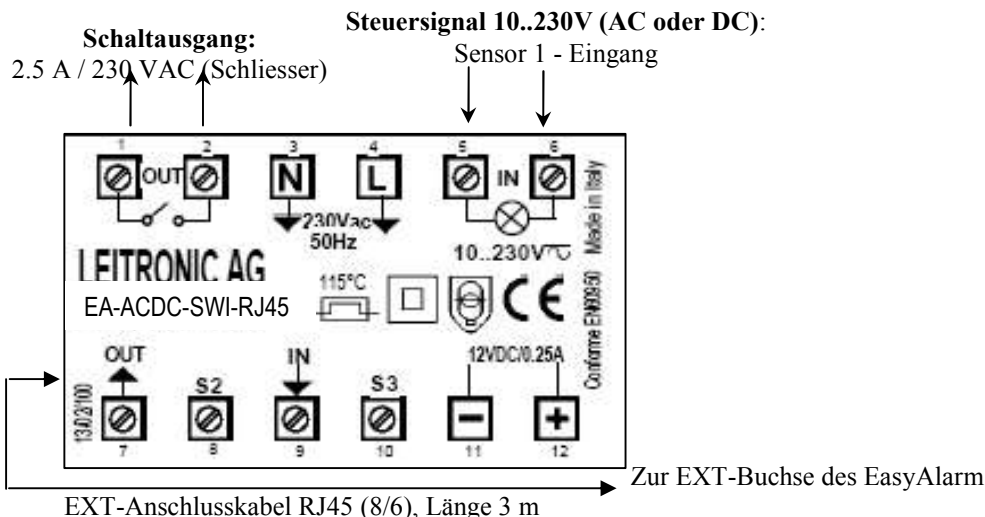 Steuersignal 10..230V (AC oder DC):
Schaltausgang:
Sensor 1 - Eingang
2.5 A / 230 VAC (Schliesser)
1 2 3 4 5 6
OUT N L IN
230Vac
50Hz
10..230V
Made in Italy
LEITRONIC AG
EA-ACDC-SWI-RJ45
115°C
CE
Conforme EN60950
OUT
IN
12VDC/0.25A
S2
S3
- +
13/02/100
7 8 9 10 11 12
Zur EXT-Buchse des EasyAlarm
EXT-Anschlusskabel RJ45 (8/6), Länge 3 m